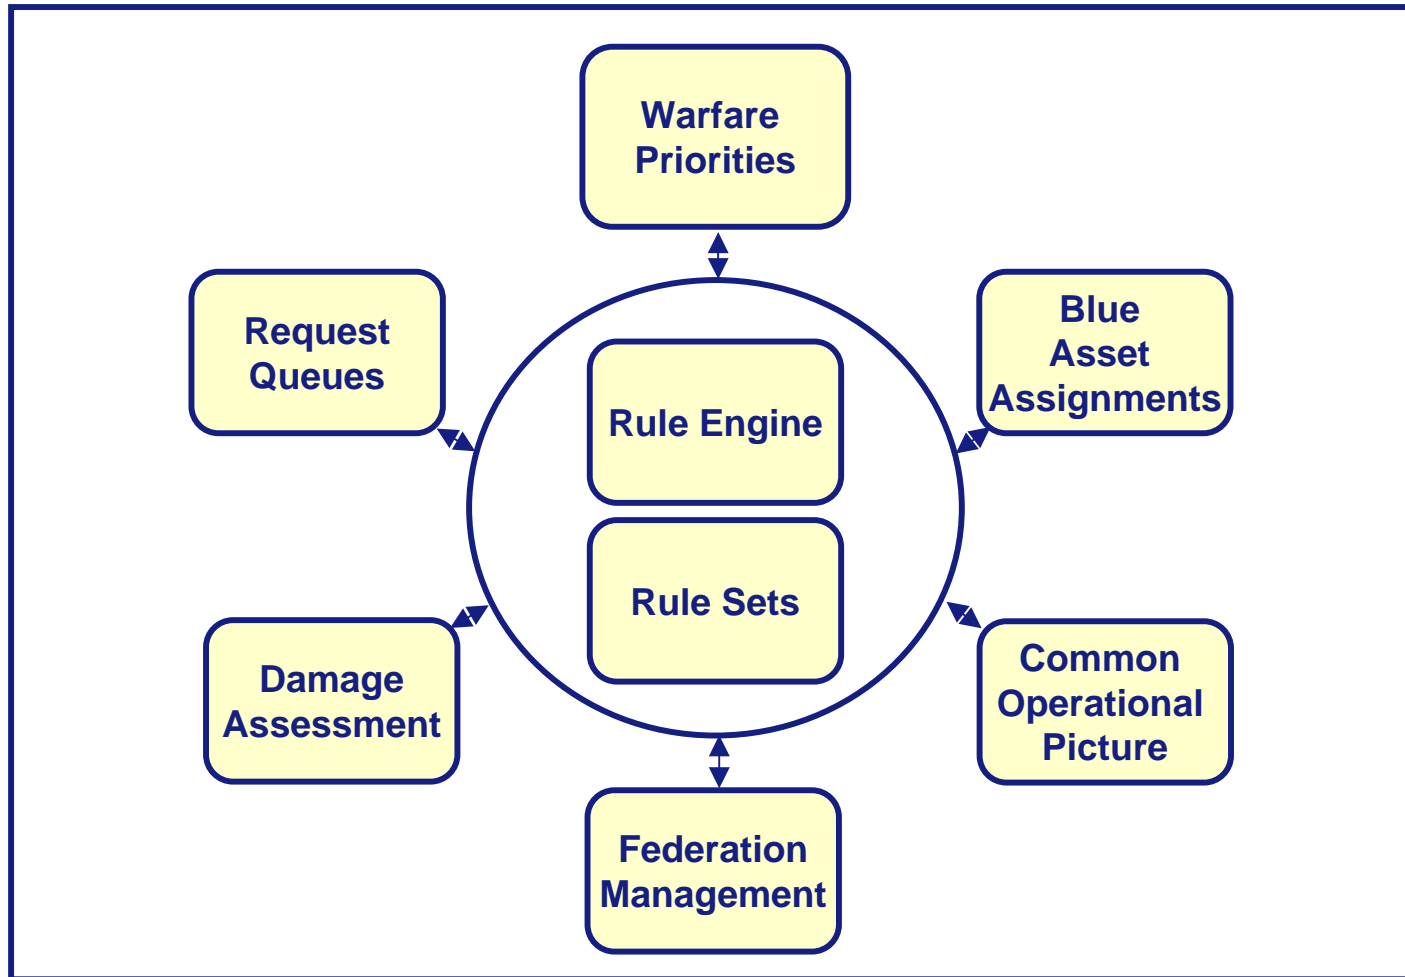 Warfare
Priorities
Request
Queues
Blue
Asset
Assignments
Rule Engine
Rule Sets
Damage
Assessment
Common
Operational
Picture
Federation
Management